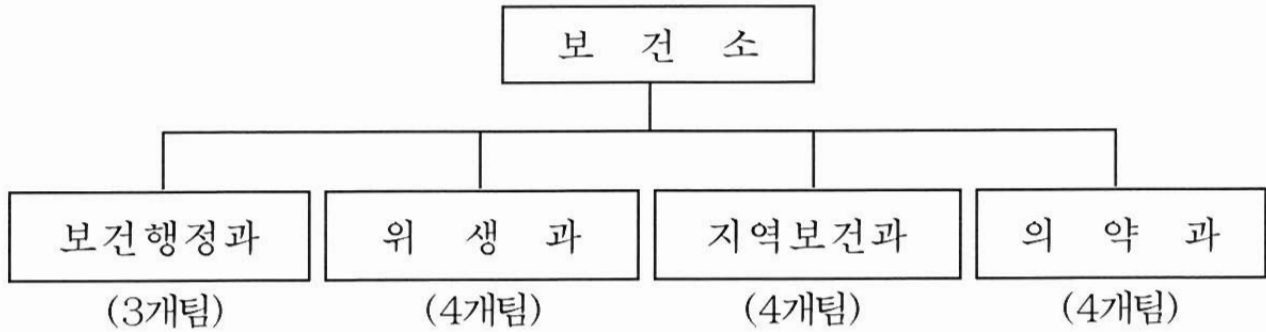 보 건 소
보건행정과 위 생 과 지역보건과 의 약 과
(3개팀) (4개팀) (4개팀) (4개팀)